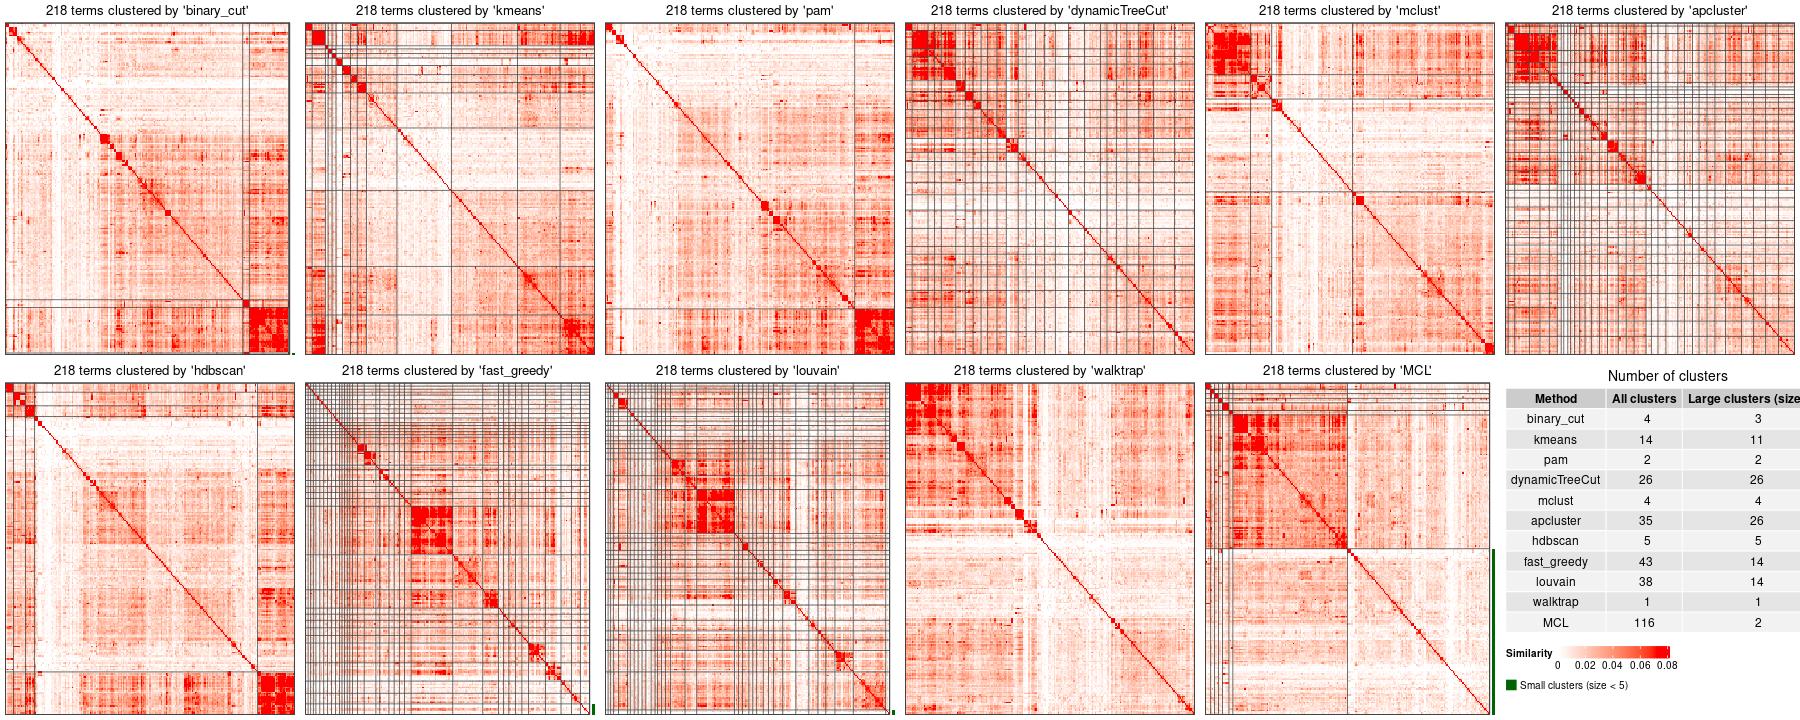 218 terms clustered by 'binary_cut'
218 terms clustered by 'kmeans'
218 terms clustered by 'pam'
218 terms clustered by 'dynamicTreeCut'
218 terms clustered by 'mclust'
218 terms clustered by 'apcluster'
218 terms clustered by 'hdbscan'
218 terms clustered by 'fast_greedy'
218 terms clustered by 'louvain'
218 terms clustered by 'walktrap'
218 terms clustered by 'MCL'
Number of clusters
Method All clusters Large clusters (size
binary_cut 4 3
kmeans 14 11
pam 2 2
dynamicTreeCut 26 26
mclust 4 4
apcluster 35 26
hdbscan 5 5
fast_greedy 43 14
louvain 38 14
walktrap 1 1
MCL 116 2
Similarity
0 0.02 0.04 0.06 0.08
Small clusters (size < 5)